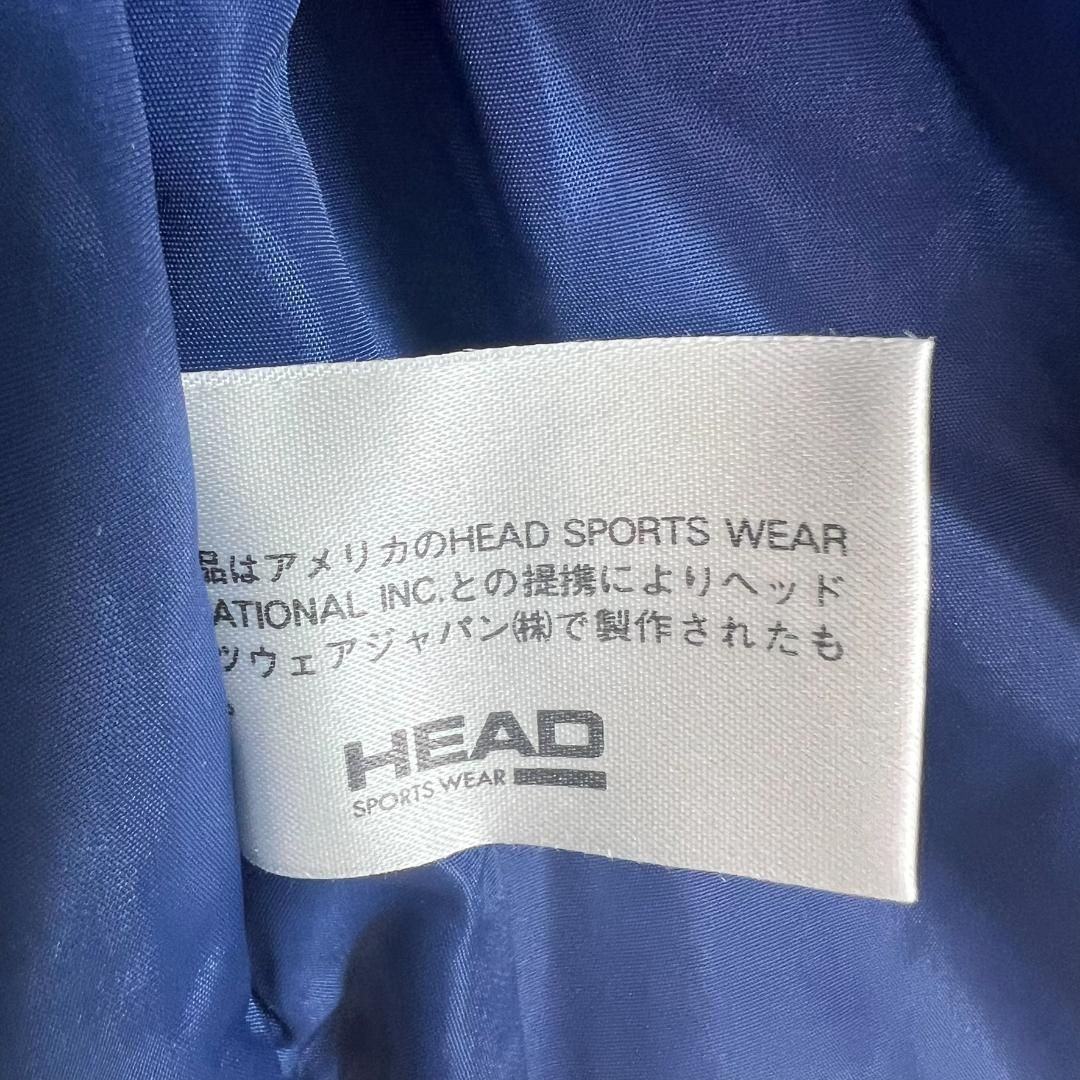 品はアメリカのHEAD SPORTS WEAR
ATIONAL INC.との提携によりヘッド
ツウェアジャパン㈱で製作されたも
。
HEAD
SPORTS WEAR